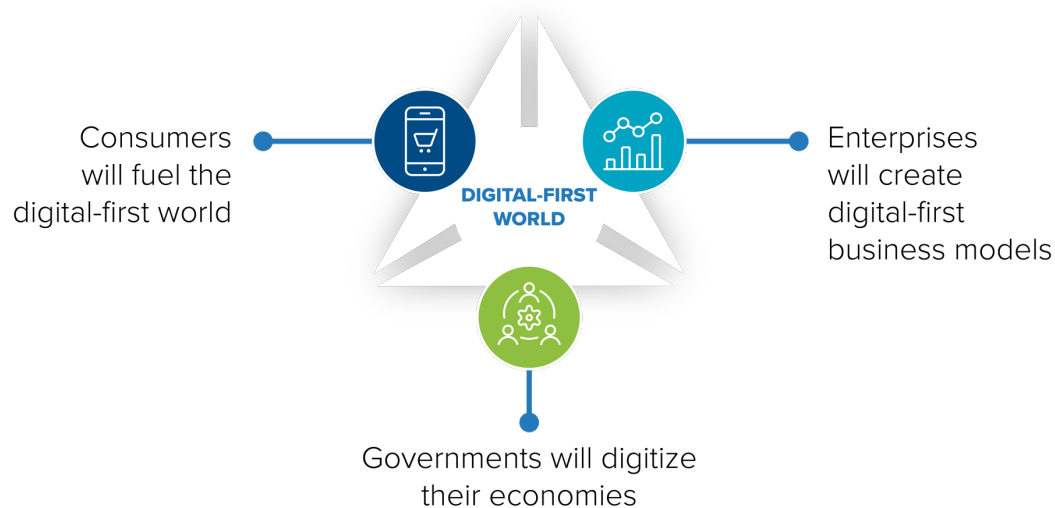 Consumers
will fuel the
digital-first world
DIGITAL-FIRST
WORLD
Enterprises
will create
digital-first
business models
Governments will digitize
their economies